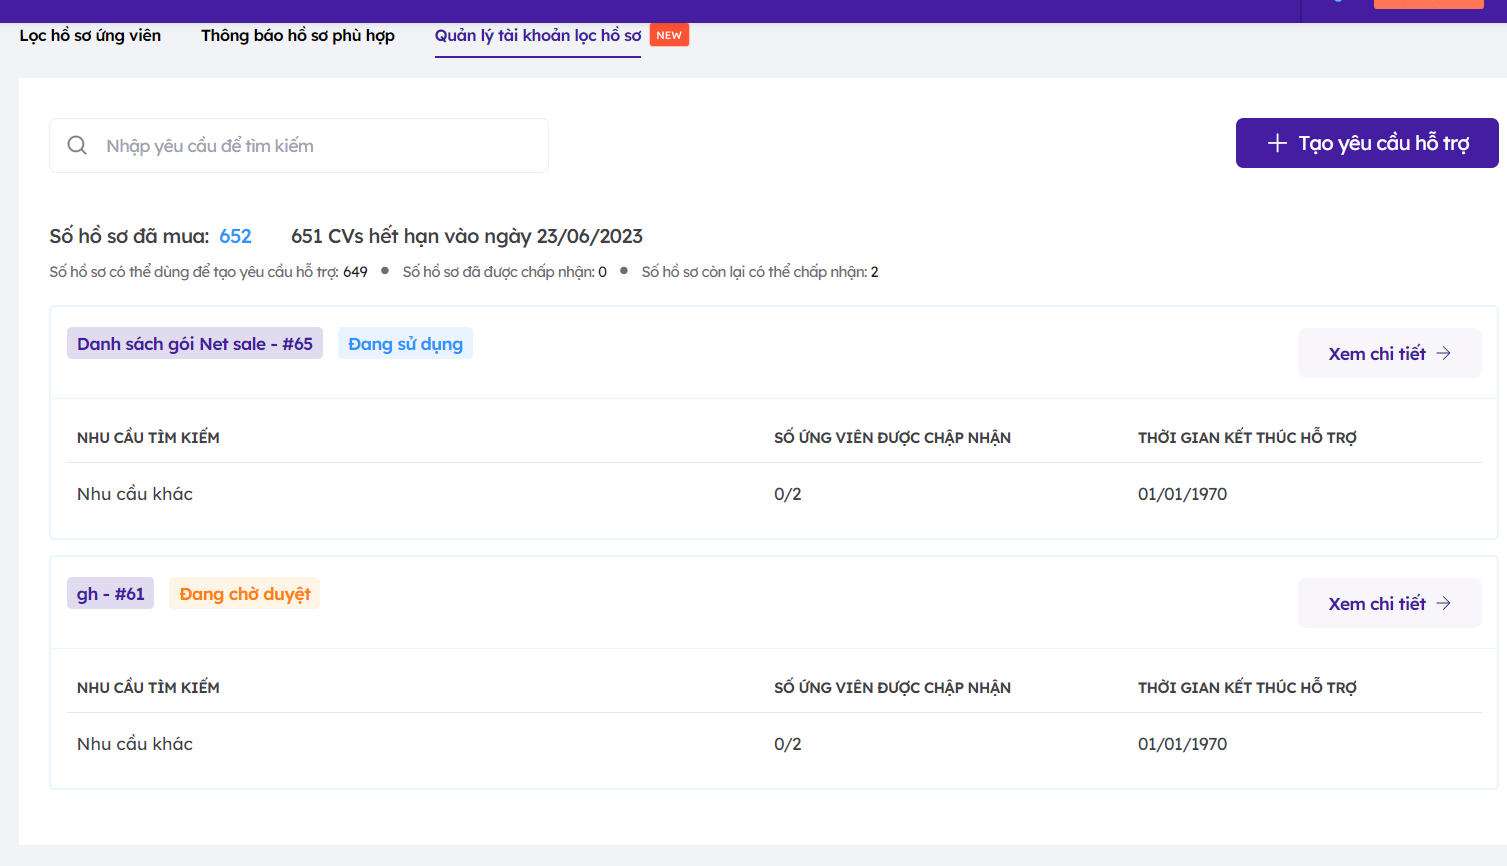 Lọc hồ sơ ứng viên Thông báo hồ sơ phù hợp Quản lý tài khoản lọc hồ sơ NEW
Nhập yêu cầu để tìm kiếm
Tạo yêu cầu hỗ trợ
Số hồ sơ đã mua: 652 651 CVs hết hạn vào ngày 23/06/2023
Số hồ sơ có thể dùng để tạo yêu cầu hỗ trợ: 649 • Số hồ sơ đã được chấp nhận: 0 • Số hồ sơ còn lại có thể chấp nhận: 2
Danh sách gói Net sale - #65 Đang sử dụng
Xem chi tiết →
NHU CẦU TÌM KIẾM SỐ ỨNG VIÊN ĐƯỢC CHẬP NHẬN THỜI GIAN KẾT THÚC HỖ TRỢ
Nhu cầu khác 0/2 01/01/1970
gh - #61 Đang chờ duyệt
Xem chi tiết →
NHU CẦU TÌM KIẾM SỐ ỨNG VIÊN ĐƯỢC CHẬP NHẬN THỜI GIAN KẾT THÚC HỖ TRỢ
Nhu cầu khác 0/2 01/01/1970